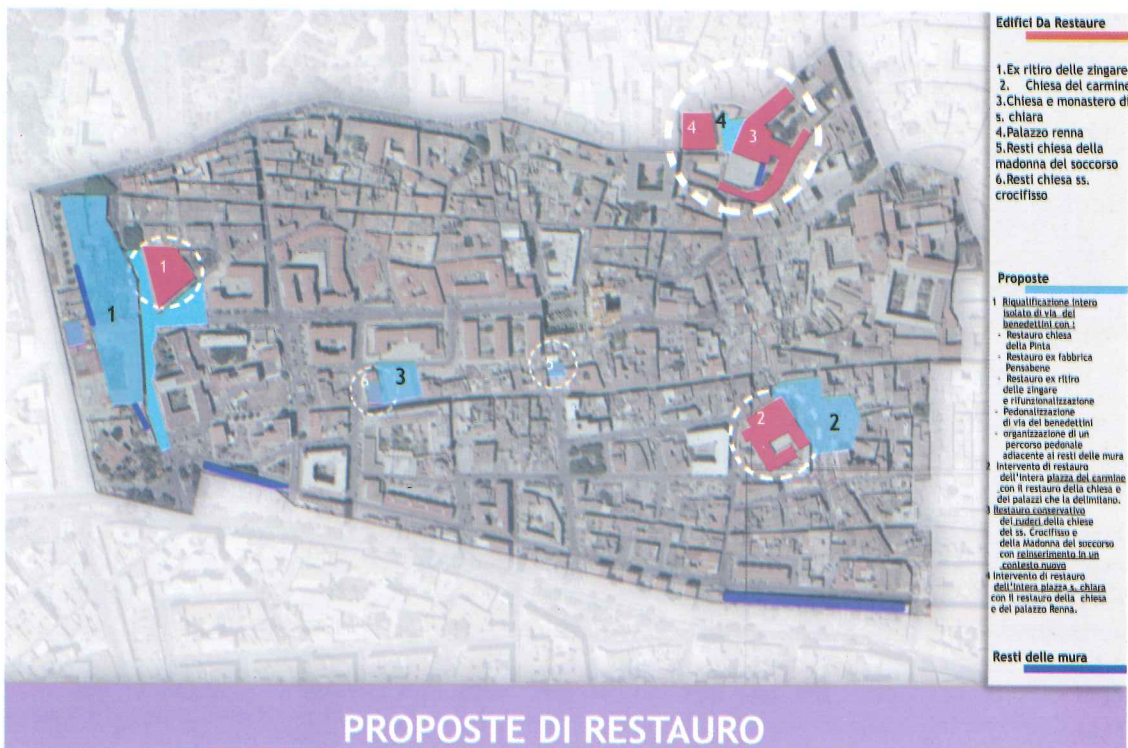 Edifici Da Restaure
1.Ex ritiro delle zingare
2. Chiesa del carmine
3.Chiesa e monastero di
s. chiara
4.Palazzo renna
5.Resti chiesa della
madonna del soccorso
6.Resti chiesa ss.
crocifisso
Proposte
1 Riqualificazione intero
isolato di via dei
benedettini con :
- Restauro chiesa
della Pinta
- Restauro ex fabbrica
Pensabene
- Restauro ex ritiro
delle zingare
e rifunzionalizzazione
- Pedonalizzazione
di via dei benedettini
- organizzazione di un
percorso pedonale
adiacente ai resti delle mura
2 Intervento di restauro
dell'intera piazza del carmine
con il restauro della chiesa e
dei palazzi che la delimitano.
3 Restauro conservativo
dei ruderi della chiese
del ss. Crocifisso e
della Madonna del soccorso
con reinserimento in un
contesto nuovo
4 Intervento di restauro
dell'intera piazza s. chiara
con il restauro della chiesa
e del palazzo Renna.
Resti delle mura
4
4
3
1
1
3
6
5
2
2
PROPOSTE DI RESTAURO